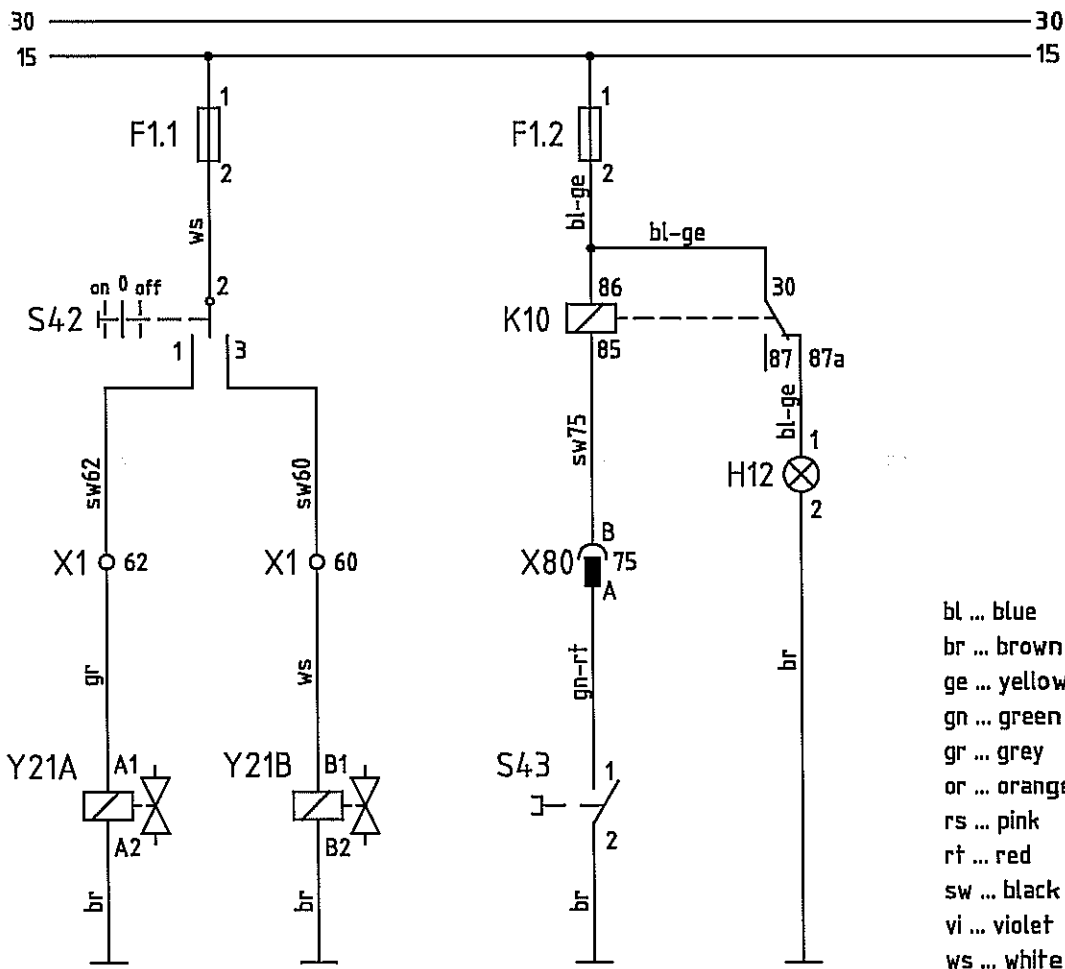 30 30
15 15
1 1
F1.1 F1.2
2 2
ws bl-ge bl-ge
on 0 off 2 86 30
S42 K10
1 3 85 87 87a
bl-ge
sw62 sw60 sw75 1
H12
2
B
X1 62 X1 60 X80 75
A
gr ws gn-rt br
Y21A A1 Y21B B1 S43 1
A2 B2 2
br br br
bl ... blue
br ... brown
ge ... yellow
gn ... green
gr ... grey
or ... orange
rs ... pink
rt ... red
sw ... black
vi ... violet
ws ... white